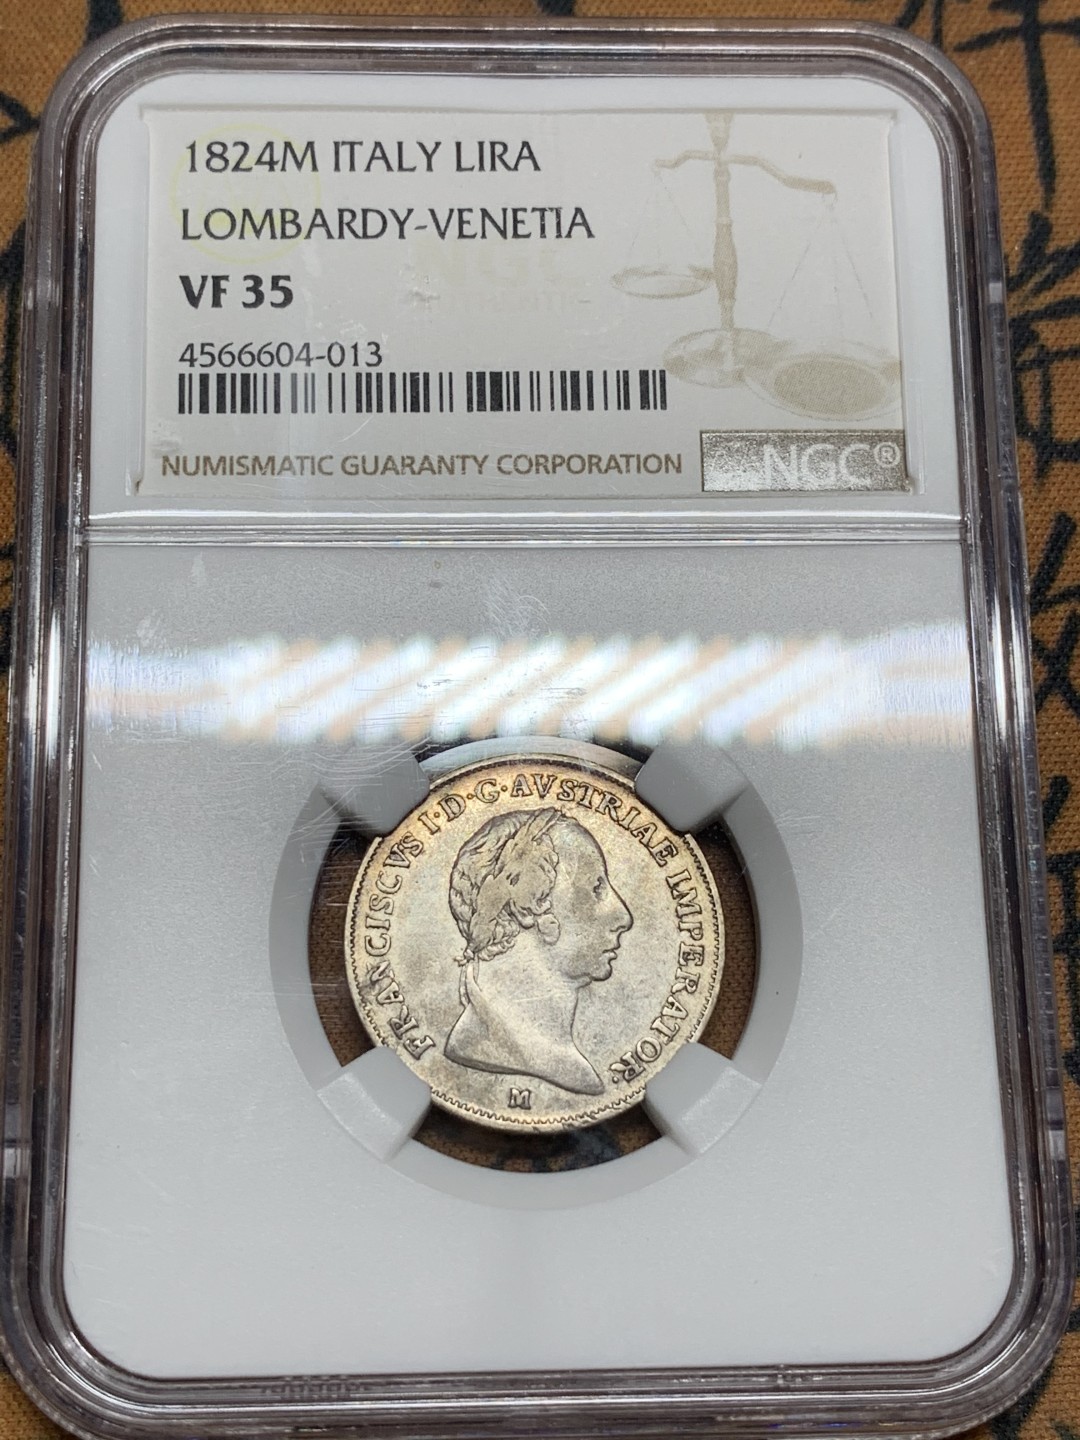 1824M ITALY LIRA
LOMBARDY-VENETIA
VF 35
4566604-013
NUMISMATIC GUARANTY CORPORATION
NGC®
FRANCISCVS I·D·G·AVSTRIAE IMPERATOR·
M